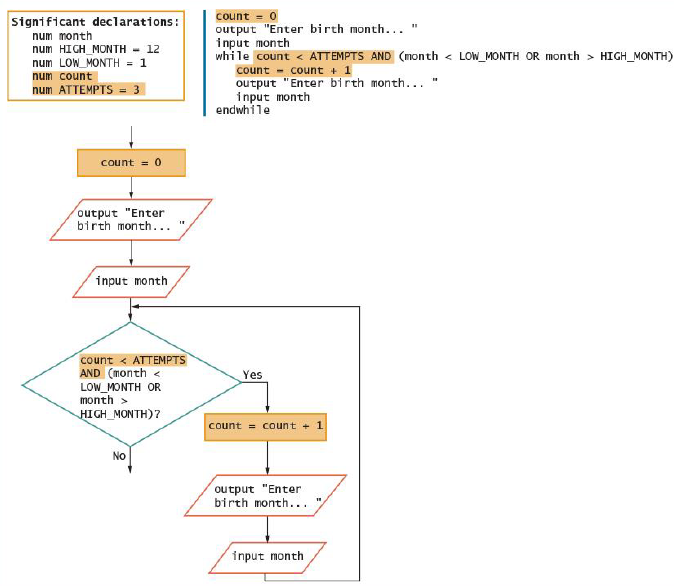 Significant declarations:
num month
num HIGH_MONTH = 12
num LOW_MONTH = 1
num count
num ATTEMPTS = 3
count = 0
output "Enter birth month... "
input month
while count < ATTEMPTS AND (month < LOW_MONTH OR month > HIGH_MONTH)
count = count + 1
output "Enter birth month... "
input month
endwhile
count = 0
output "Enter
birth month... "
input month
count < ATTEMPTS
AND (month <
LOW_MONTH OR
month >
HIGH_MONTH)?
Yes
No
count = count + 1
output "Enter
birth month... "
input month